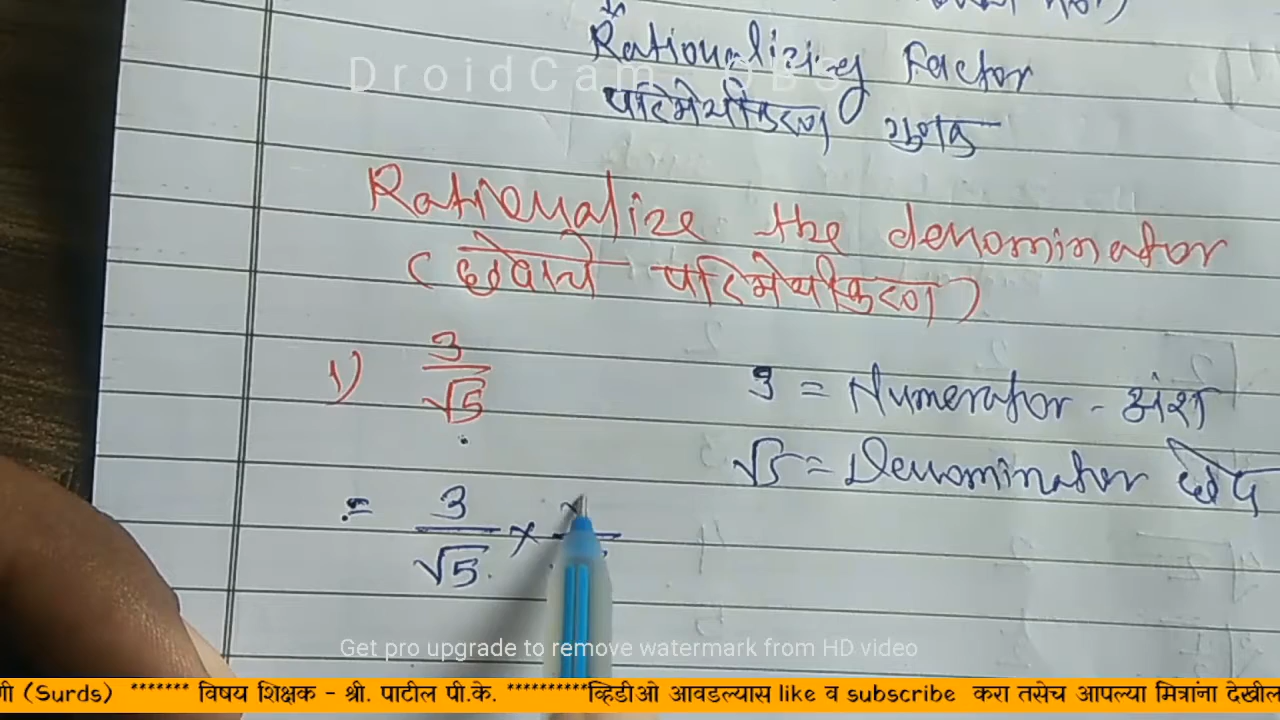 Rationalizing Factor
DroidCam OBS
परिमेयीकरण गुणक
Rationalize the denominator
(छेदाचे परिमेयीकरण)
1) 3/√5
3 = Numerator - अंश
√5 = Denominator छेद
= 3/√5 ×
Get pro upgrade to remove watermark from HD video
णी (Surds) ******* विषय शिक्षक - श्री. पाटील पी.के. **********व्हिडीओ आवडल्यास like व subscribe करा तसेच आपल्या मित्रांना देखील